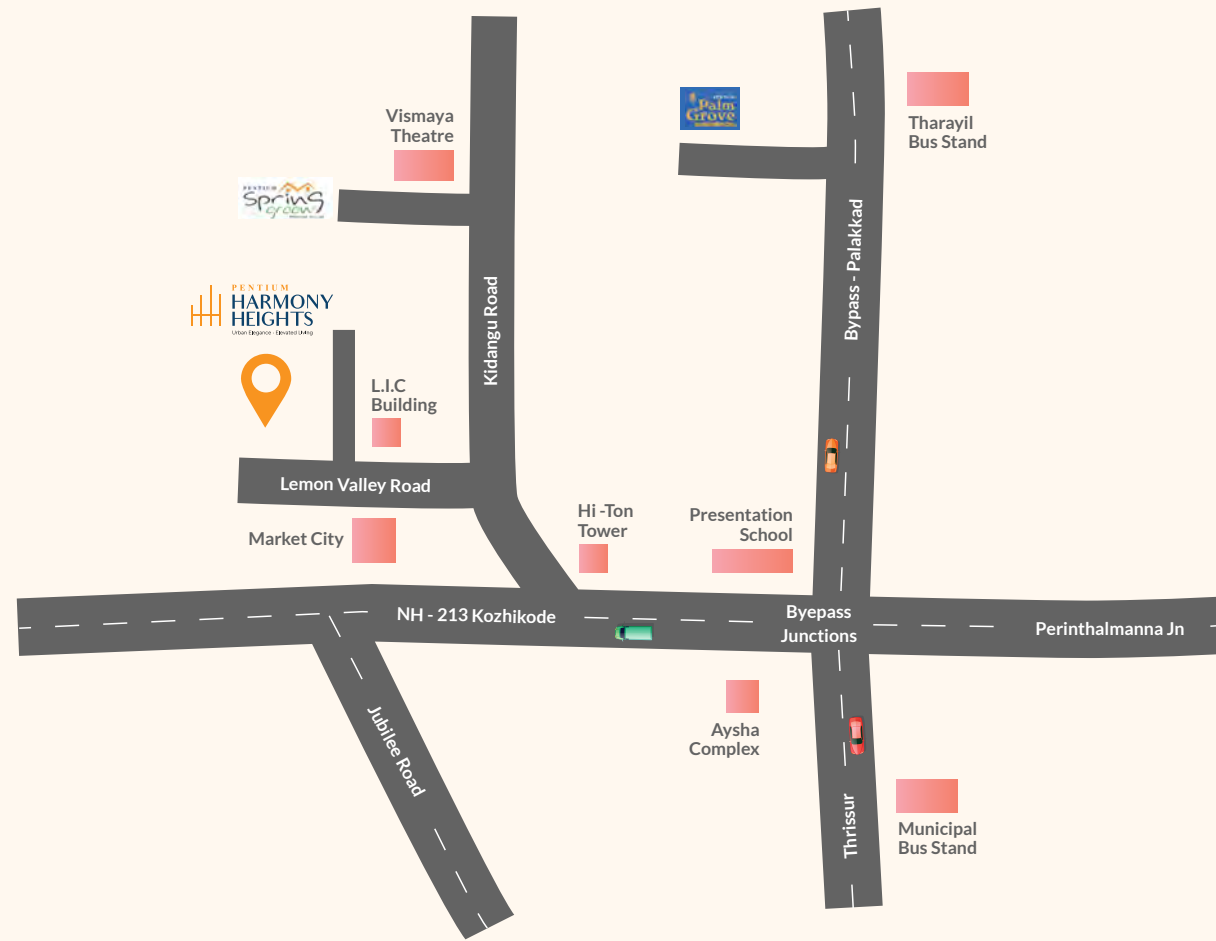 Palm
Grove
Tharayil
Bus Stand
Vismaya
Theatre
PENTIUM
Spring
green
Bypass - Palakkad
PENTIUM
HARMONY
HEIGHTS
Urban Elegance - Elevated Living
Kidangu Road
L.I.C
Building
Lemon Valley Road
Hi -Ton
Tower
Presentation
School
Market City
NH - 213 Kozhikode
Byepass
Junctions
Perinthalmanna Jn
Jubilee Road
Aysha
Complex
Thrissur
Municipal
Bus Stand